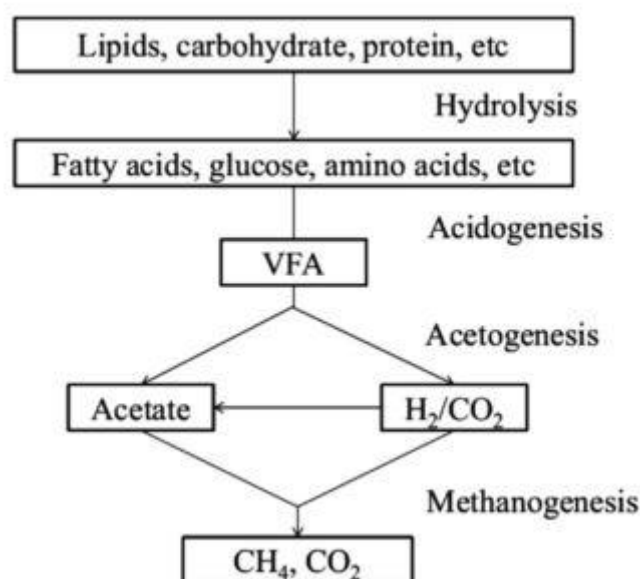 Lipids, carbohydrate, protein, etc
Hydrolysis
Fatty acids, glucose, amino acids, etc
Acidogenesis
VFA
Acetogenesis
Acetate
H₂/CO₂
Methanogenesis
CH₄, CO₂